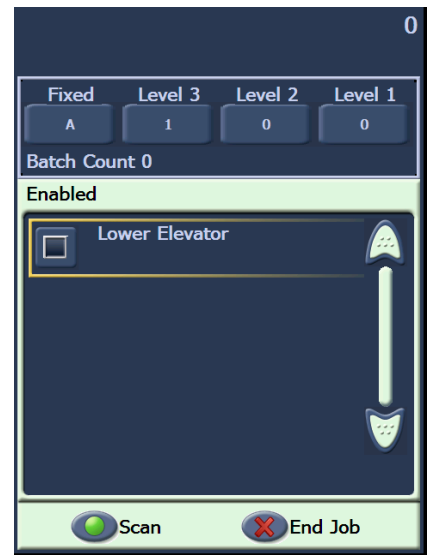 0
Fixed Level 3 Level 2 Level 1
A 1 0 0
Batch Count 0
Enabled
Lower Elevator
Scan End Job